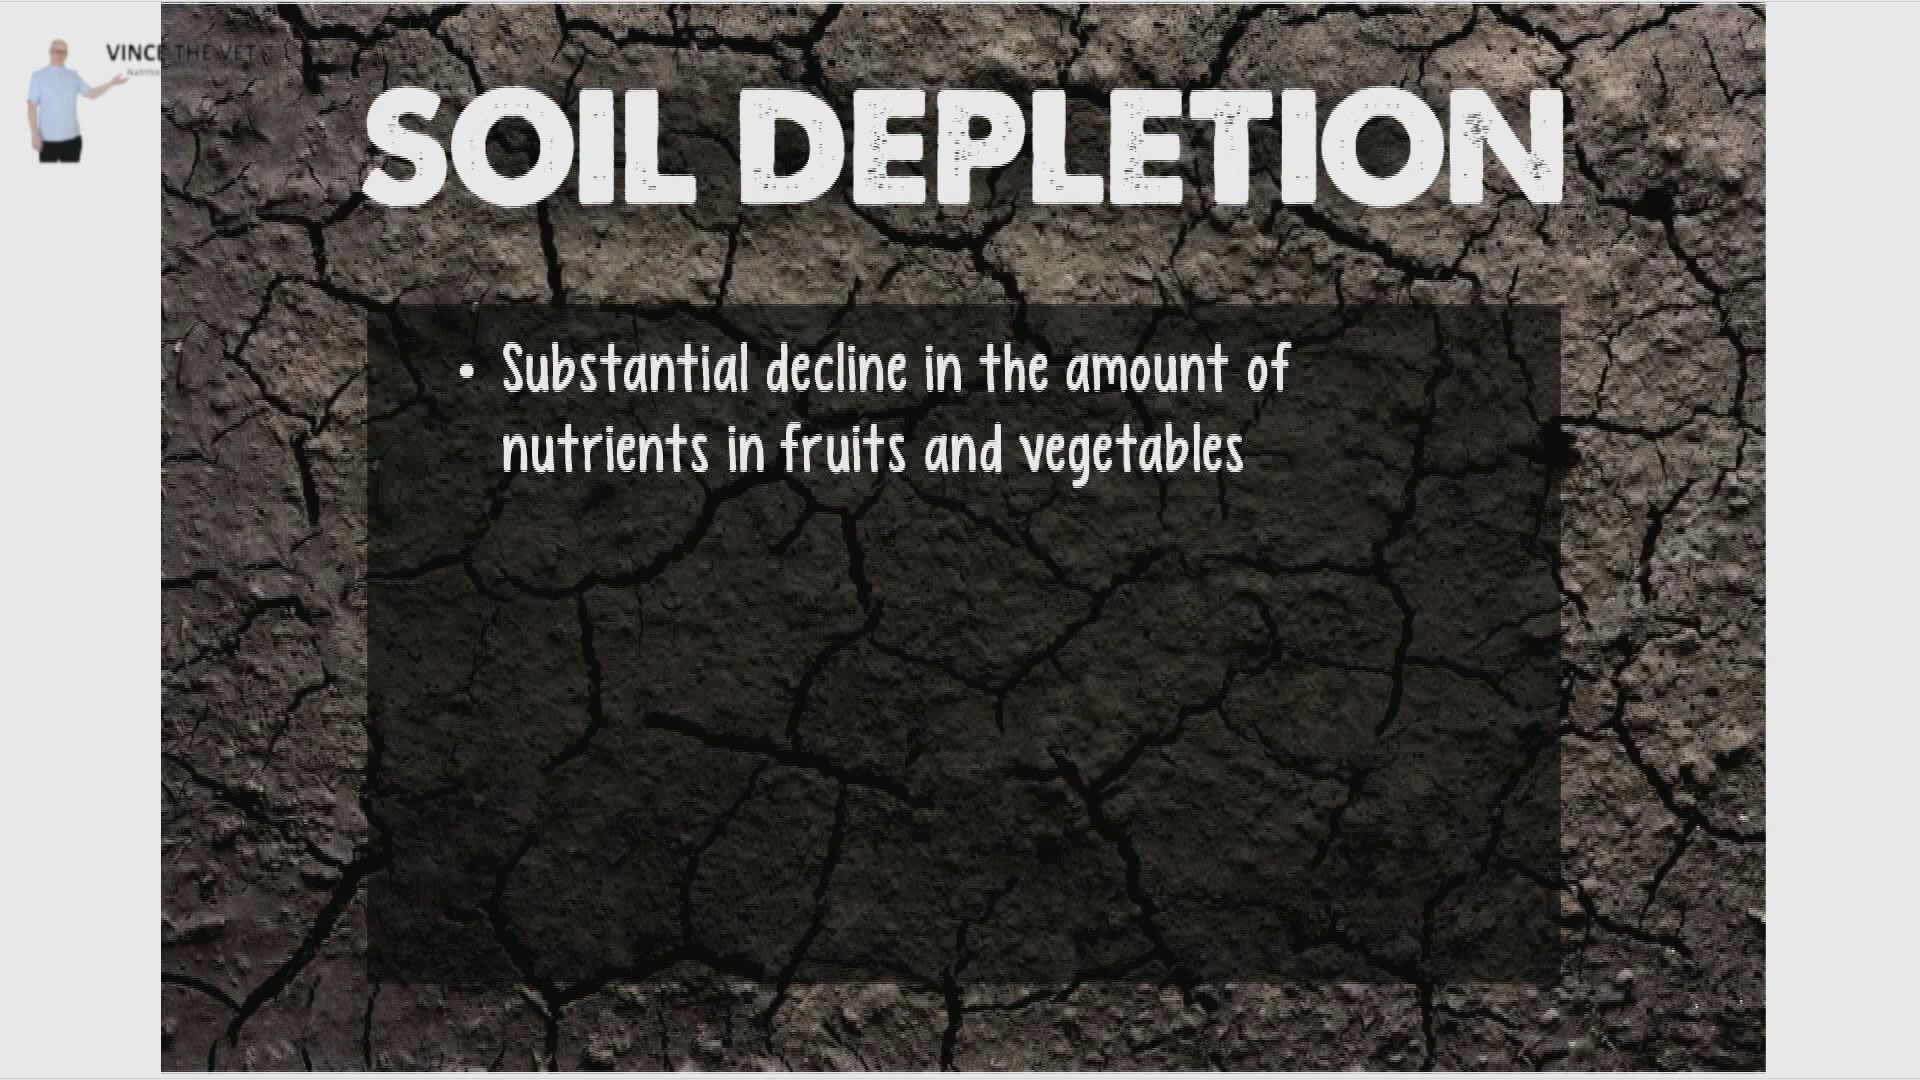 VINCE THE VET
SOIL DEPLETION
• Substantial decline in the amount of
nutrients in fruits and vegetables